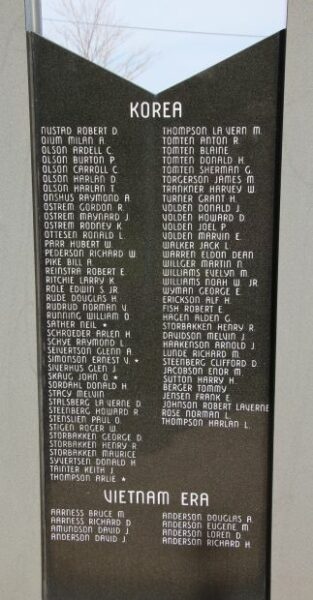 KOREA
NUSTAD ROBERT D.
OIUM MILAN A.
OLSON ARDELL C.
OLSON BURTON P.
OLSON CARROLL C.
OLSON HARLAN D.
OLSON HARLAN T.
ONSHUS RAYMOND A.
OSTREM GORDON R.
OSTREM MAYNARD J.
OSTREM RODNEY K.
OTTESEN RONALD L.
PARR HUBERT W.
PEDERSON RICHARD W.
PIKE BILL A.
REINSTRA ROBERT E.
RITCHIE LARRY K.
ROLE EDWIN S. JR.
RUDE DOUGLAS H.
RUDRUD NORMAN V.
RUNNING WILLIAM O.
SATHER NEIL ★
SCHROEDER ARLEN H.
SCHYE RAYMOND L.
SEIVERTSON GLENN A.
SIMONSON ERNEST V. ★
SIVERHUS GLEN J.
SKAUG JOHN O. ★
SORDAHL DONALD H.
STACY MELVIN
STALSBERG LA VERNE D.
STEENBERG HOWARD R.
STENSLIEN PAUL O.
STIGEN ROGER W.
STORBAKKEN GEORGE D.
STORBAKKEN HENRY R.
STORBAKKEN MAURICE
SYVERTSEN DONALD H.
TAINTER KEITH J.
THOMPSON ARLIE ★
THOMPSON LA VERN M.
TOMTEN ANTON R.
TOMTEN BLAINE
TOMTEN DONALD H.
TOMTEN SHERMAN G.
TORGERSON JAMES M.
TRANKNER HARVEY W.
TURNER GRANT H.
VOLDEN DONALD J.
VOLDEN HOWARD D.
VOLDEN JOEL P.
VOLDEN MARVIN E.
WALKER JACK L.
WARREN ELDON DEAN
WILLGER MARTIN N.
WILLIAMS EVELYN M.
WILLIAMS NOAH W. JR.
WYMAN GEORGE E.
ERICKSON ALF H.
FISH ROBERT E.
HAGEN ALDEN G.
STORBAKKEN HENRY R.
DAVIDSON MELVIN J.
HAAKENSON ARNOLD J.
LUNDE RICHARD M.
STEENBERG CLIFFORD D.
JACOBSON ENOR M.
SUTTON HARRY H.
BERGER TOMMY
JENSEN FRANK E.
JOHNSON ROBERT LAVERNE
ROSE NORMAN L.
THOMPSON HARLAN L.
VIETNAM ERA
AARNESS BRUCE M.
AARNESS RICHARD D.
AMUNDSON DAVID J.
ANDERSON DAVID J.
ANDERSON DOUGLAS A.
ANDERSON EUGENE M.
ANDERSON LOREN D.
ANDERSON RICHARD H.